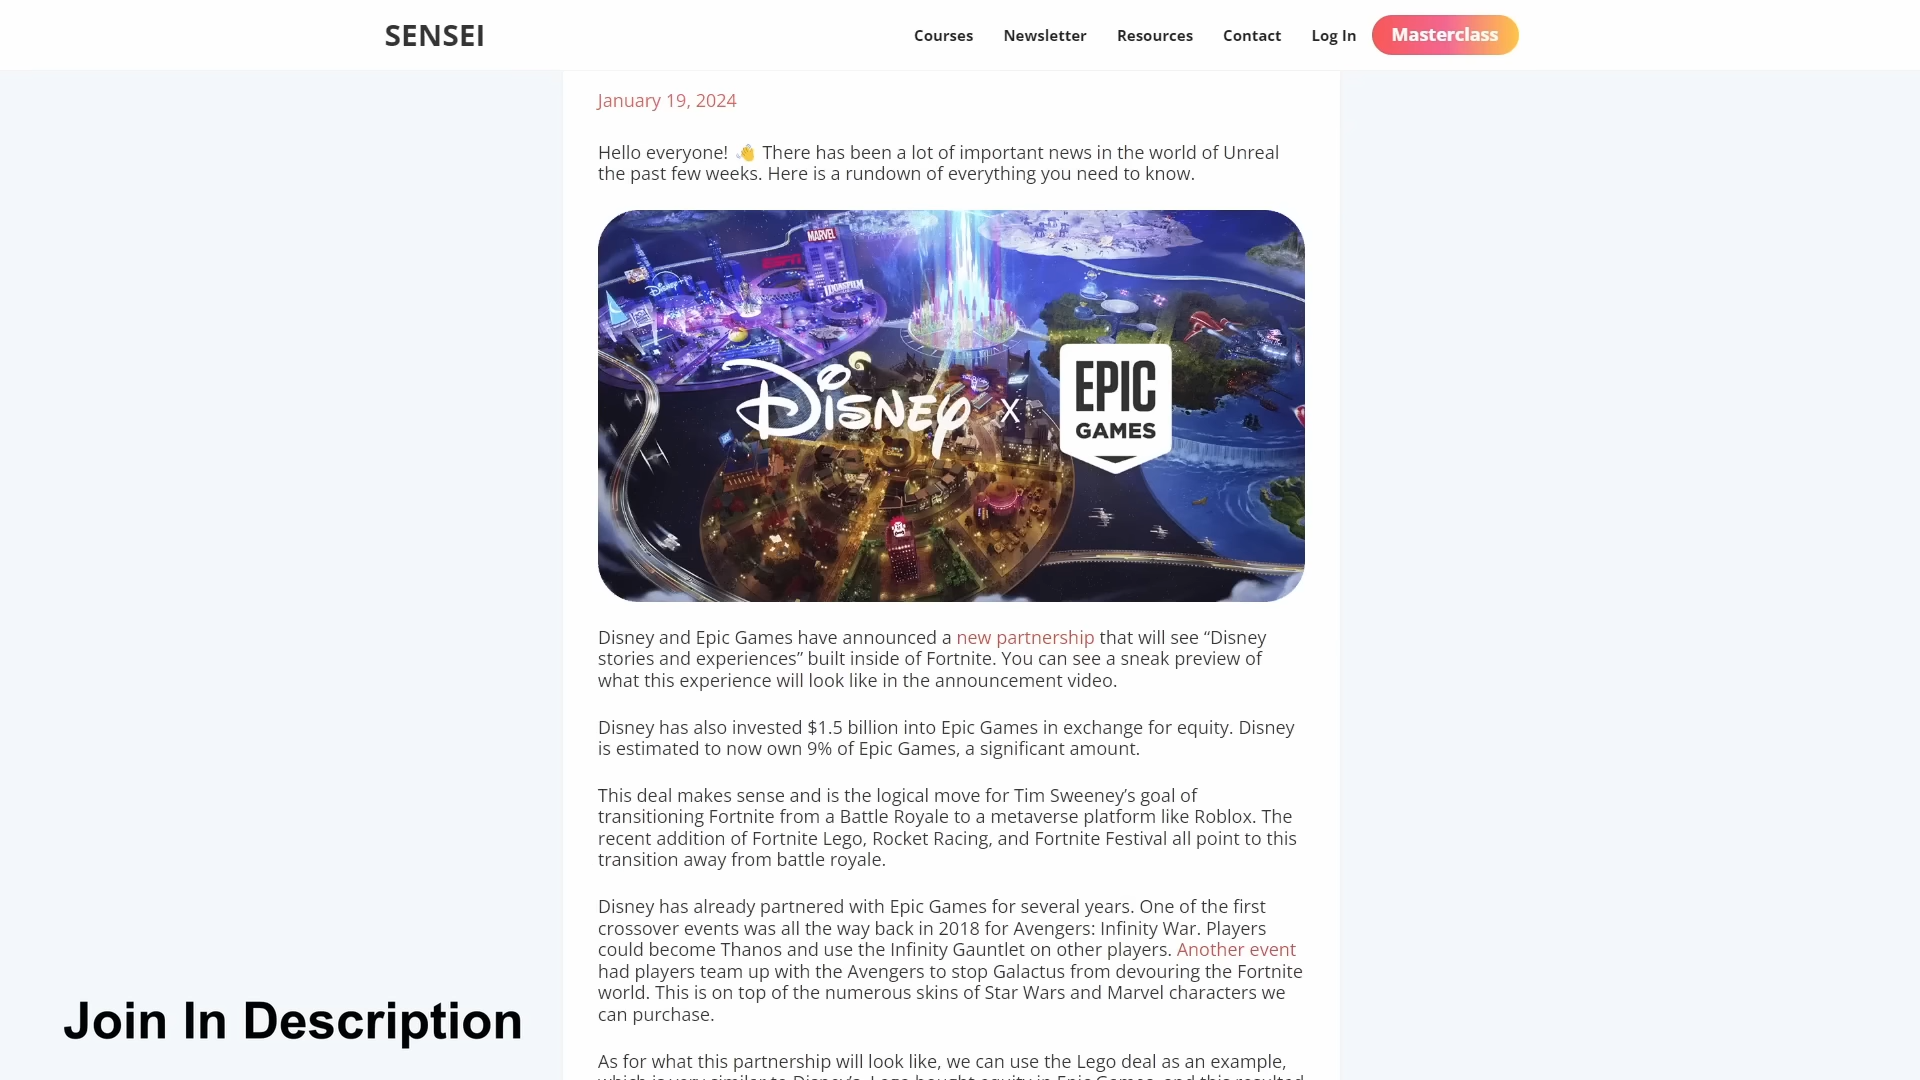 SENSEI
Courses Newsletter Resources Contact Log In Masterclass
January 19, 2024
Hello everyone! 👋 There has been a lot of important news in the world of Unreal
the past few weeks. Here is a rundown of everything you need to know.
MARVEL
ESPN
Disney+
LUCASFILM
Disney X EPIC
GAMES
Disney and Epic Games have announced a new partnership that will see “Disney
stories and experiences” built inside of Fortnite. You can see a sneak preview of
what this experience will look like in the announcement video.
Disney has also invested $1.5 billion into Epic Games in exchange for equity. Disney
is estimated to now own 9% of Epic Games, a significant amount.
This deal makes sense and is the logical move for Tim Sweeney’s goal of
transitioning Fortnite from a Battle Royale to a metaverse platform like Roblox. The
recent addition of Fortnite Lego, Rocket Racing, and Fortnite Festival all point to this
transition away from battle royale.
Disney has already partnered with Epic Games for several years. One of the first
crossover events was all the way back in 2018 for Avengers: Infinity War. Players
could become Thanos and use the Infinity Gauntlet on other players. Another event
had players team up with the Avengers to stop Galactus from devouring the Fortnite
world. This is on top of the numerous skins of Star Wars and Marvel characters we
can purchase.
As for what this partnership will look like, we can use the Lego deal as an example,
Join In Description